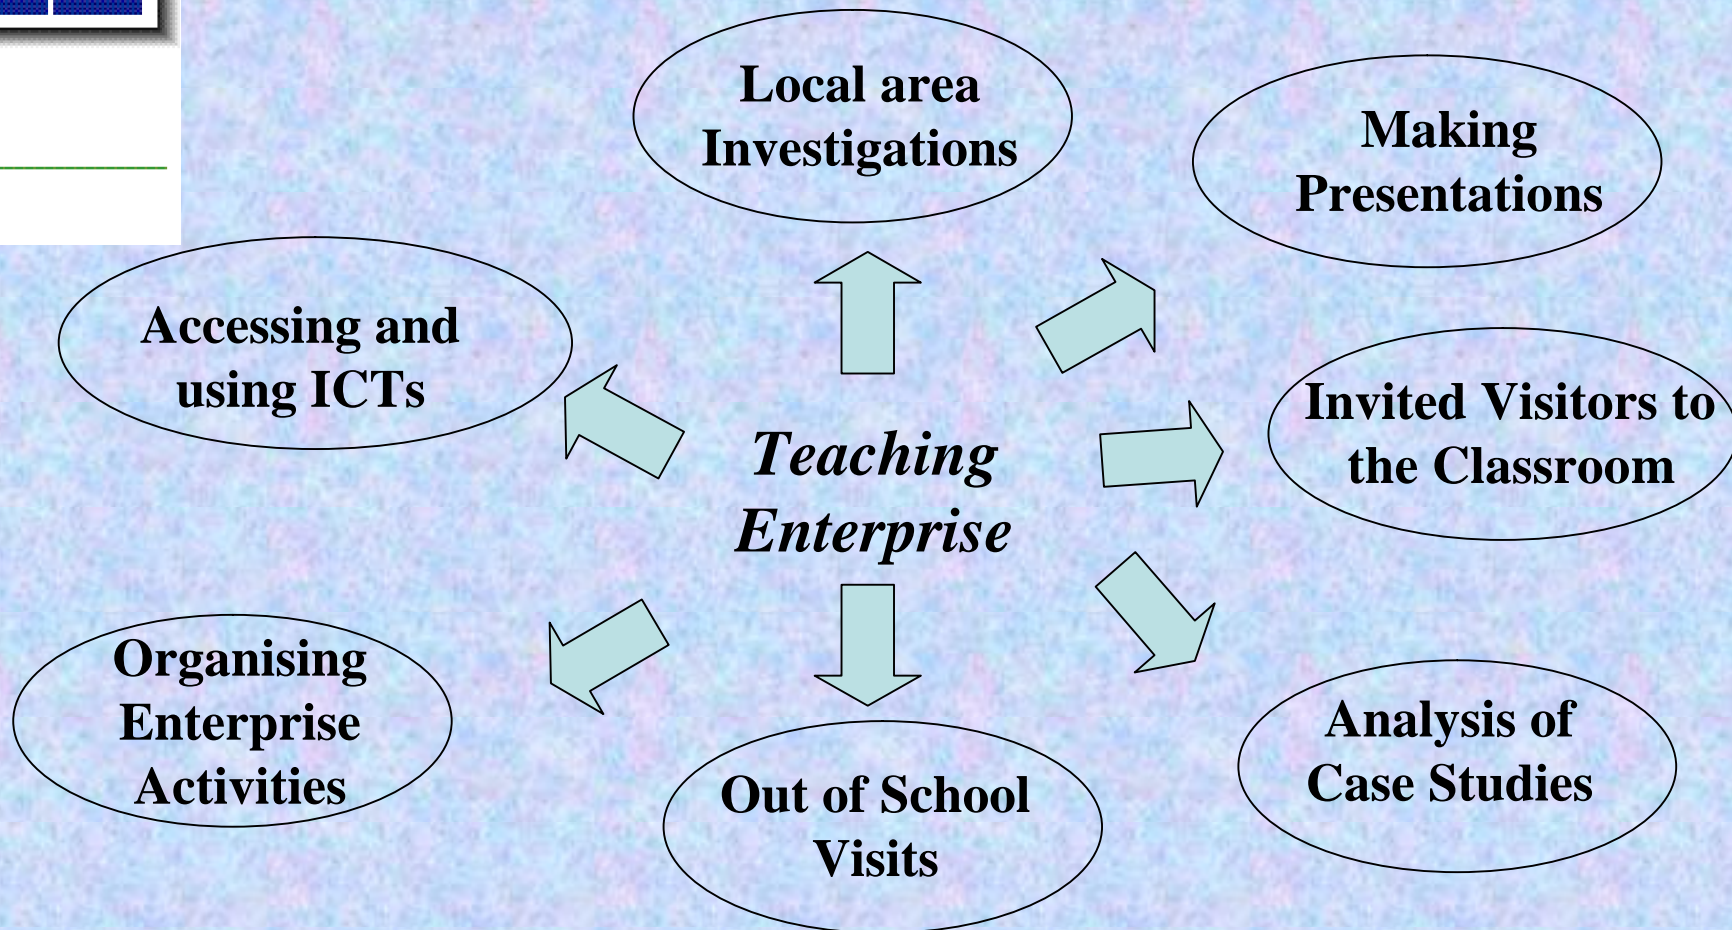 Local area
Investigations
Making
Presentations
Accessing and
using ICTs
Invited Visitors to
the Classroom
Teaching
Enterprise
Organising
Enterprise
Activities
Out of School
Visits
Analysis of
Case Studies